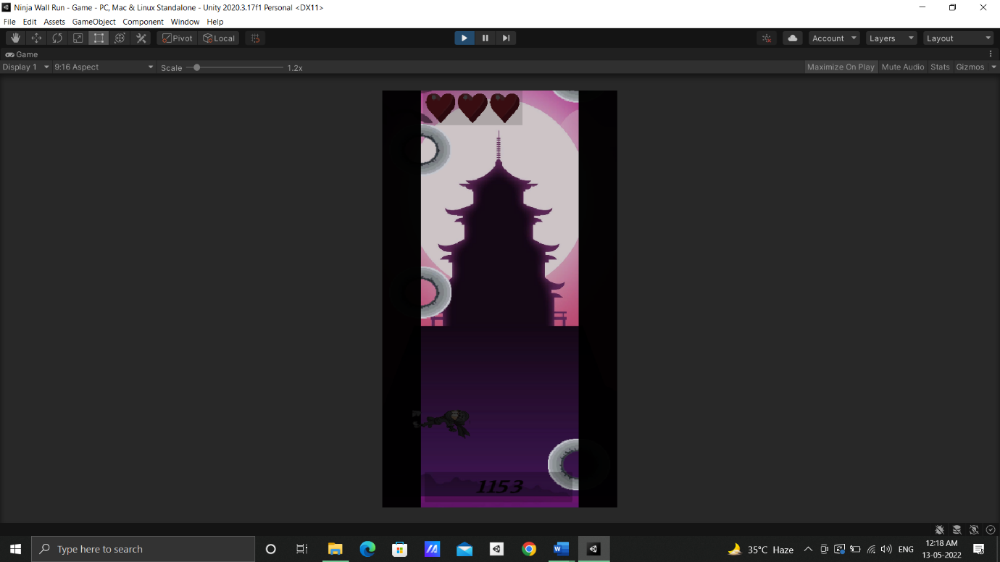 Ninja Wall Run - Game - PC, Mac & Linux Standalone - Unity 2020.3.17f1 Personal <DX11>
File Edit Assets GameObject Component Window Help
Pivot Local Account Layers Layout
Game
Display 1 9:16 Aspect Scale 1.2x Maximize On Play Mute Audio Stats Gizmos
1153
Type here to search 35°C Haze ENG 12:18 AM
13-05-2022